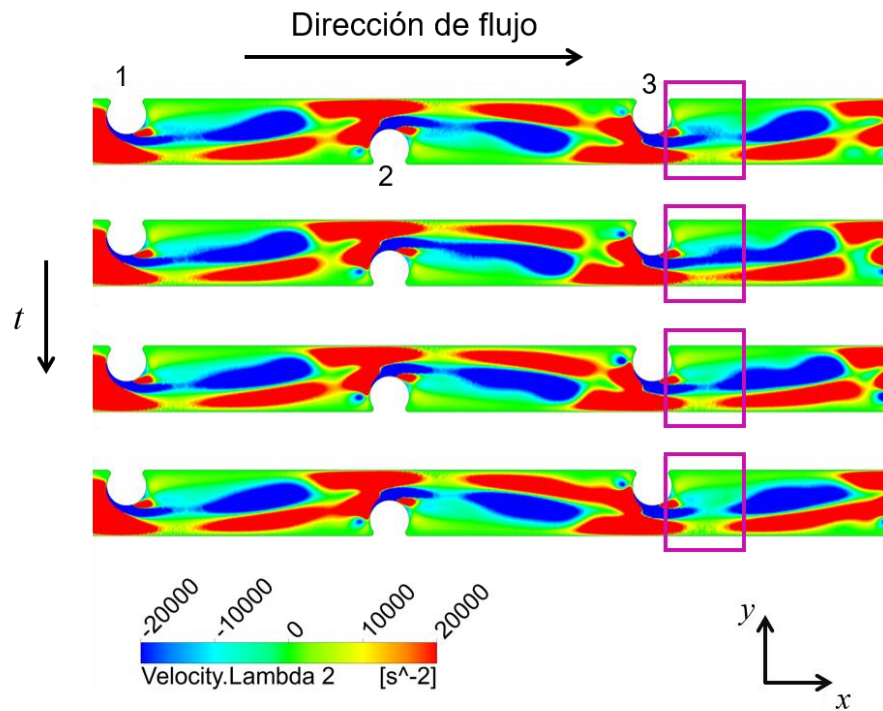 Dirección de flujo
1
3
2
t
-20000
-10000
0
10000
20000
Velocity.Lambda 2 [s^-2]
y
x